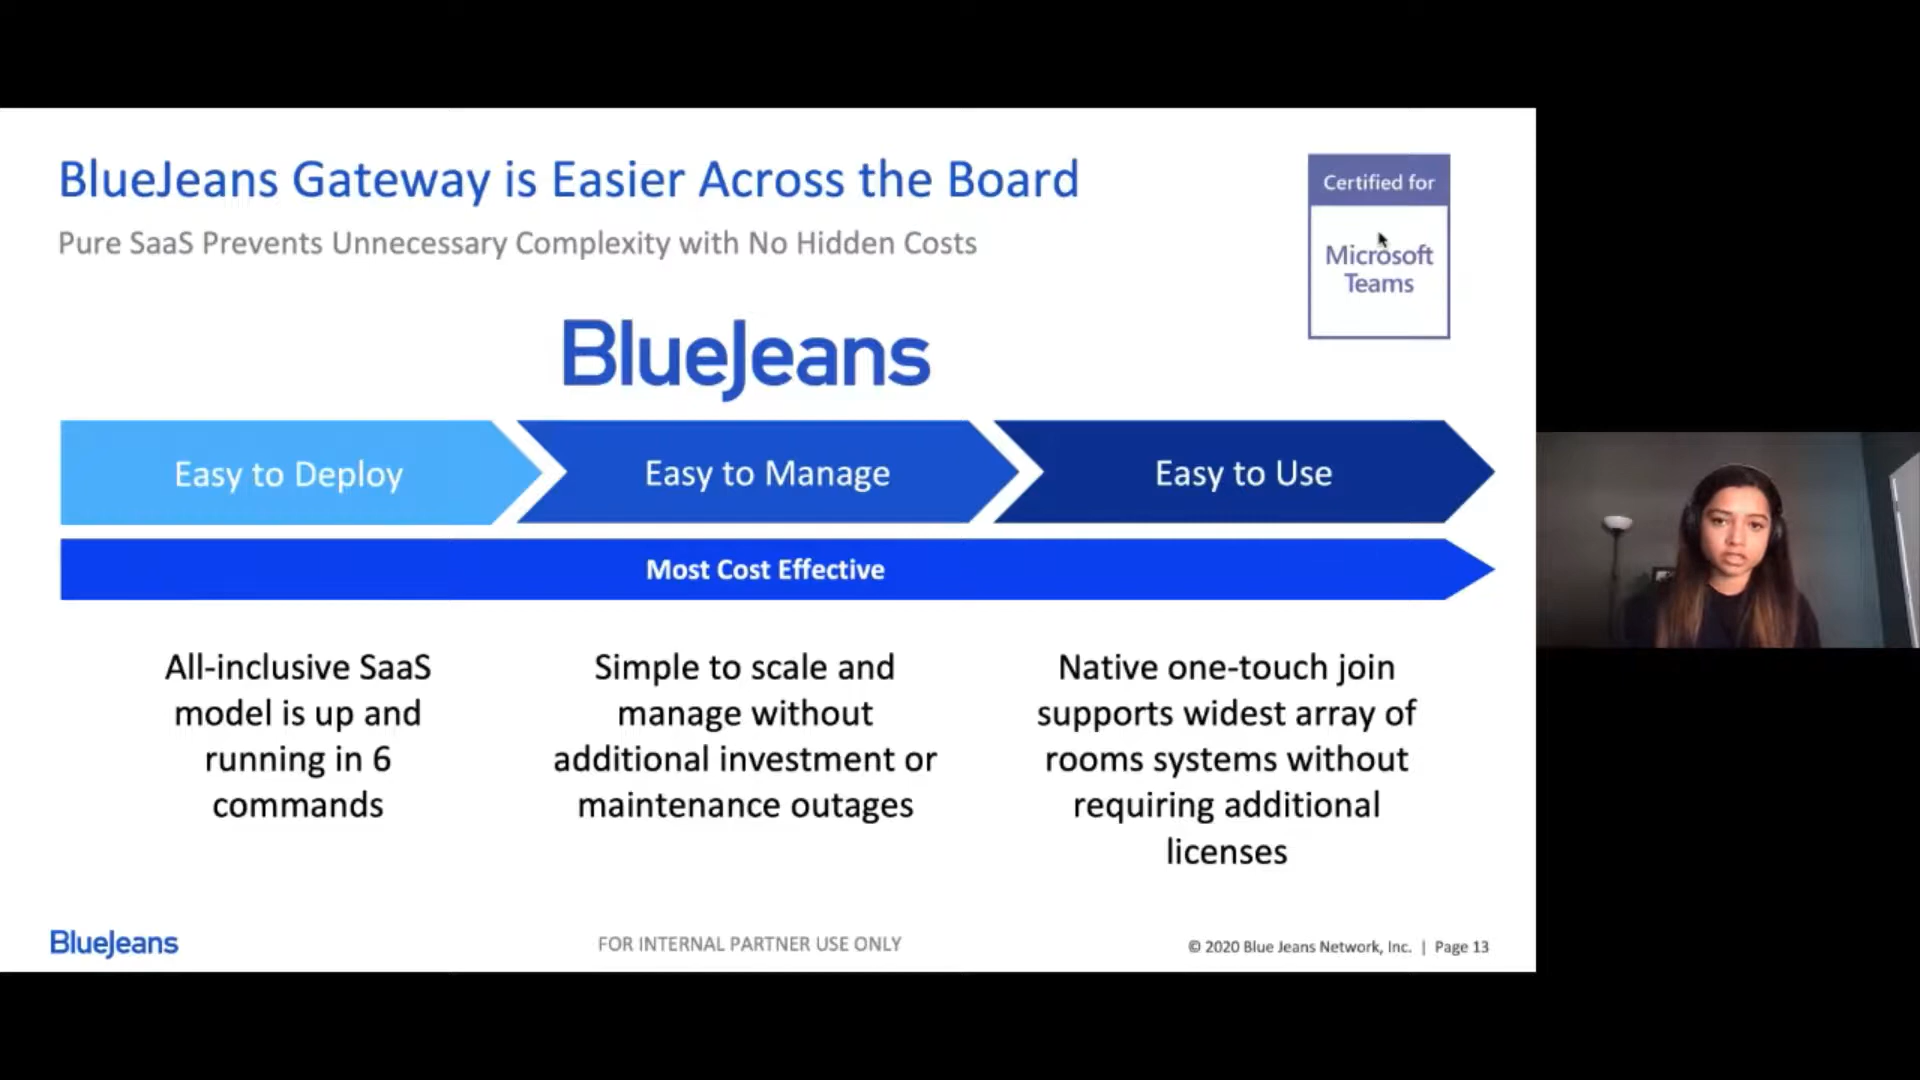 BlueJeans Gateway is Easier Across the Board
Pure SaaS Prevents Unnecessary Complexity with No Hidden Costs
Certified for
Microsoft
Teams
BlueJeans
Easy to Deploy
Easy to Manage
Easy to Use
Most Cost Effective
All-inclusive SaaS
model is up and
running in 6
commands
Simple to scale and
manage without
additional investment or
maintenance outages
Native one-touch join
supports widest array of
rooms systems without
requiring additional
licenses
BlueJeans
FOR INTERNAL PARTNER USE ONLY
© 2020 Blue Jeans Network, Inc. | Page 13